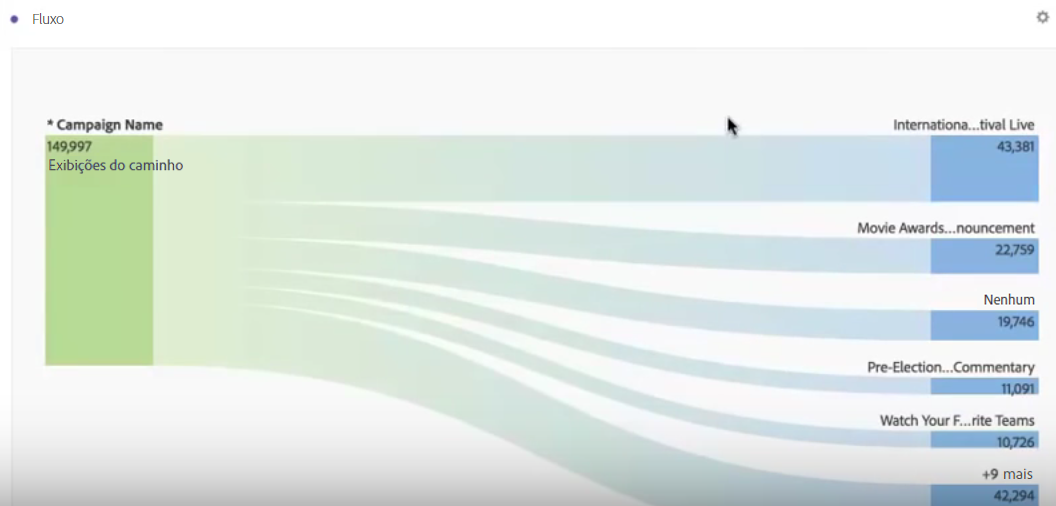 Fluxo
* Campaign Name
149,997
Exibições do caminho
Internationa...tival Live
43,381
Movie Awards...nouncement
22,759
Nenhum
19,746
Pre-Election...Commentary
11,091
Watch Your F...rite Teams
10,726
+9 mais
42,294